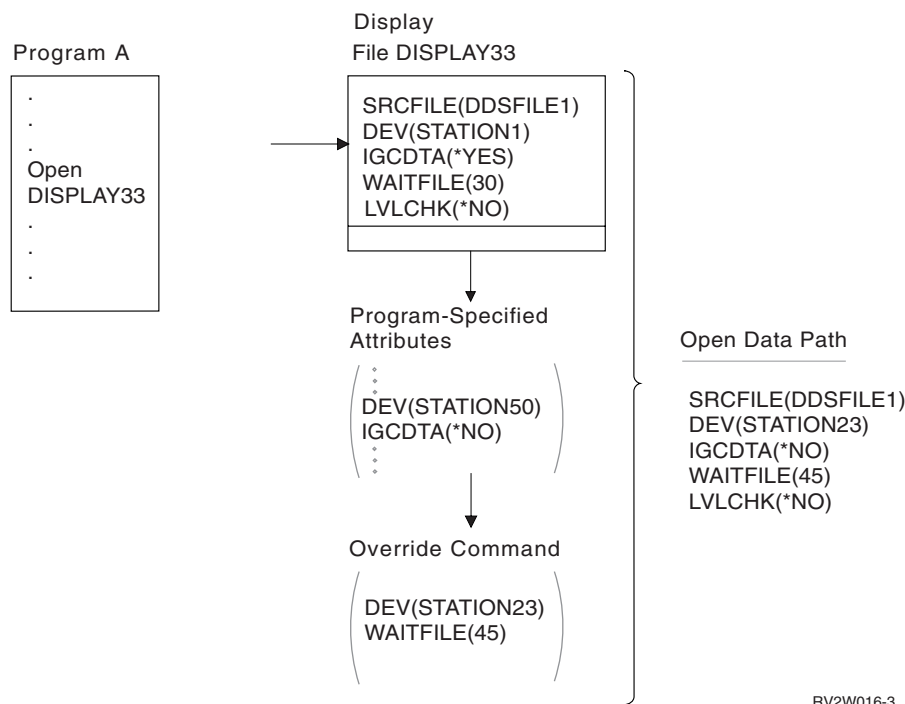 Program A
.
.
.
Open
DISPLAY33
.
.
.
Display
File DISPLAY33
SRCFILE(DDSFILE1)
DEV(STATION1)
IGCDTA(*YES)
WAITFILE(30)
LVLCHK(*NO)
Program-Specified
Attributes
DEV(STATION50)
IGCDTA(*NO)
Override Command
DEV(STATION23)
WAITFILE(45)
Open Data Path
SRCFILE(DDSFILE1)
DEV(STATION23)
IGCDTA(*NO)
WAITFILE(45)
LVLCHK(*NO)
RV2W016-3